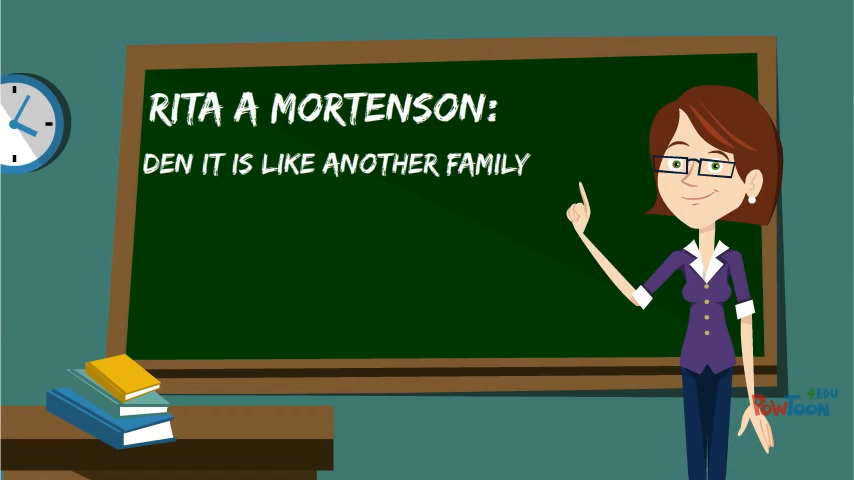 RITA A MORTENSON:
DEN IT IS LIKE ANOTHER FAMILY
+EDU
POWTOON